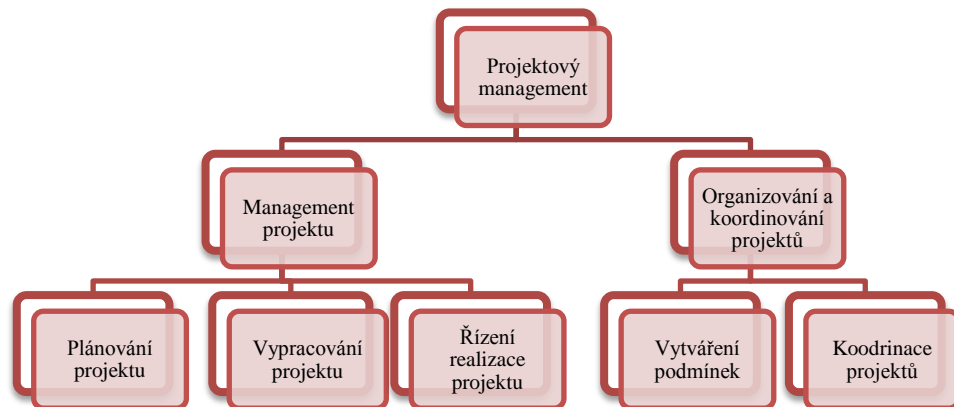 Projektový
management
Management
projektu
Organizování a
koordinování
projektů
Plánování
projektu
Vypracování
projektu
Řízení
realizace
projektu
Vytváření
podmínek
Koodrinace
projektů